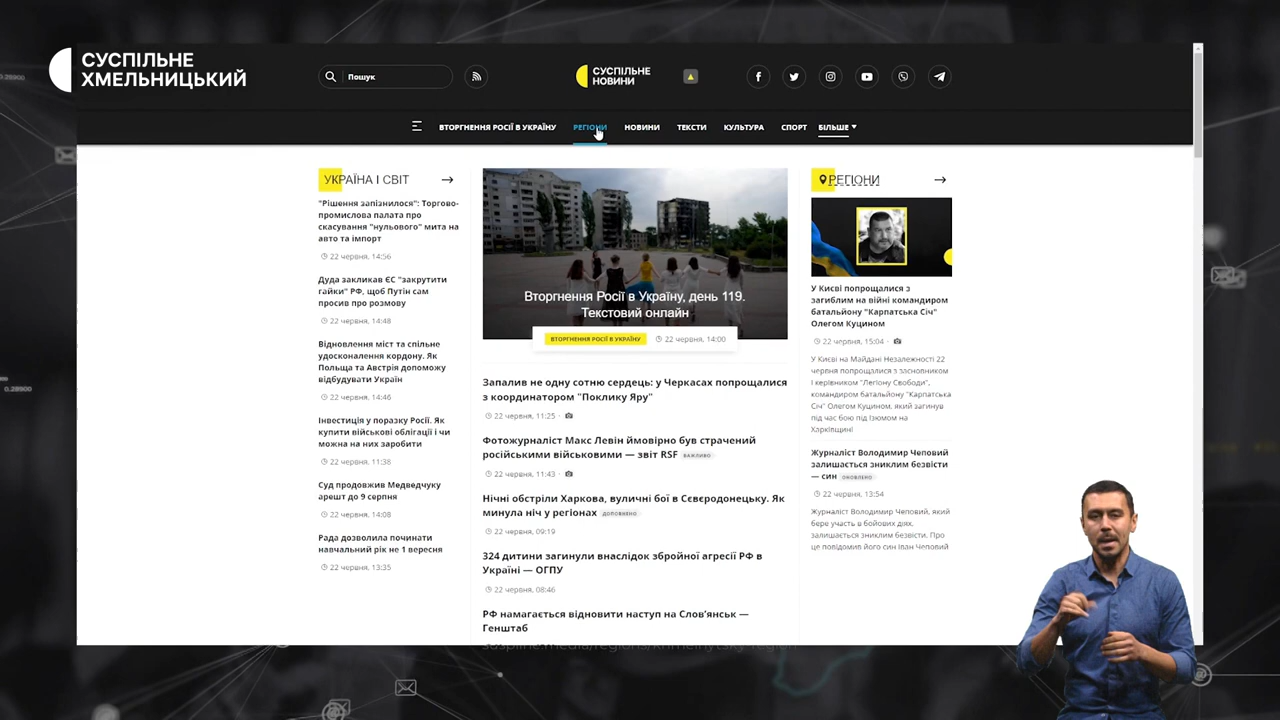 СУСПІЛЬНЕ
ХМЕЛЬНИЦЬКИЙ
Пошук
СУСПІЛЬНЕ
НОВИНИ
ВТОРГНЕННЯ РОСІЇ В УКРАЇНУ
РЕГІОНИ
НОВИНИ
ТЕКСТИ
КУЛЬТУРА
СПОРТ
БІЛЬШЕ
УКРАЇНА І СВІТ
"Рішення запізнилося": Торгово-
промислова палата про
скасування "нульового" мита на
авто та імпорт
22 червня, 14:56
Дуда закликав ЄС "закрутити
гайки" РФ, щоб Путін сам
просив про розмову
22 червня, 14:48
Відновлення міст та спільне
удосконалення кордону. Як
Польща та Австрія допоможу
відбудувати Україн
22 червня, 14:46
Інвестиція у поразку Росії. Як
купити військові облігації і чи
можна на них заробити
22 червня, 11:38
Суд продовжив Медведчуку
арешт до 9 серпня
22 червня, 14:08
Рада дозволила починати
навчальний рік не 1 вересня
22 червня, 13:35
Вторгнення Росії в Україну, день 119.
Текстовий онлайн
ВТОРГНЕННЯ РОСІЇ В УКРАЇНУ
22 червня, 14:00
Запалив не одну сотню сердець: у Черкасах попрощалися
з координатором "Поклику Яру"
22 червня, 11:25
Фотожурналіст Макс Левін ймовірно був страчений
російськими військовими — звіт RSF ВАЖЛИВО
22 червня, 11:43
Нічні обстріли Харкова, вуличні бої в Сєвєродонецьку. Як
минула ніч у регіонах ДОПОВНЕНО
22 червня, 09:19
324 дитини загинули внаслідок збройної агресії РФ в
Україні — ОГПУ
22 червня, 08:46
РФ намагається відновити наступ на Слов’янськ —
Генштаб
suspilne.media/regions/khmelnytsky-region
РЕГІОНИ
У Києві попрощалися з
загиблим на війні командиром
батальйону "Карпатська Січ"
Олегом Куцином
22 червня, 15:04
У Києві на Майдані Незалежності 22
червня попрощалися з засновником
і керівником "Легіону Свободи",
командиром батальйону "Карпатська
Січ" Олегом Куцином, який загинув
під час бою під Ізюмом на
Харківщині
Журналіст Володимир Чеповий
залишається зниклим безвісти
— син ОНОВЛЕНО
22 червня, 13:54
Журналіст Володимир Чеповий, який
бере участь в бойових діях,
залишається зниклим безвісти. Про
це повідомив його син Іван Чеповий
0.28900